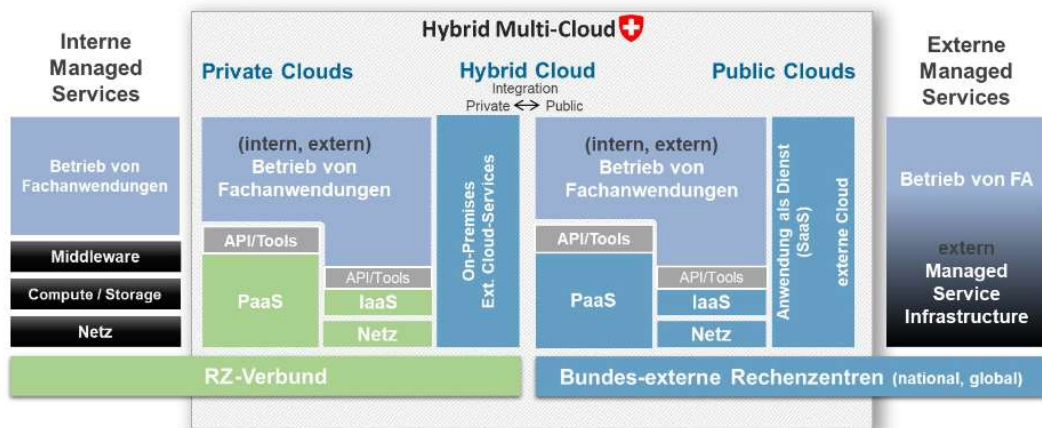 Interne
Managed
Services
Betrieb von
Fachanwendungen
Middleware
Compute / Storage
Netz
Hybrid Multi-Cloud
Private Clouds
Hybrid Cloud
Integration
Private ↔ Public
Public Clouds
(intern, extern)
Betrieb von
Fachanwendungen
API/Tools
PaaS
API/Tools
IaaS
Netz
On-Premises
Ext. Cloud-Services
(intern, extern)
Betrieb von
Fachanwendungen
API/Tools
PaaS
API/Tools
IaaS
Netz
Anwendung als Dienst
(SaaS)
externe Cloud
Externe
Managed
Services
Betrieb von FA
extern
Managed
Service
Infrastructure
RZ-Verbund
Bundes-externe Rechenzentren (national, global)